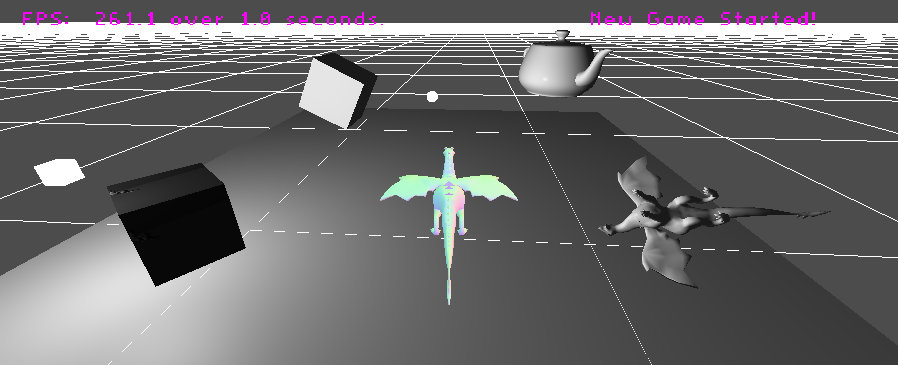 FPS:  261.1 over 1.0 seconds.
New Game Started!